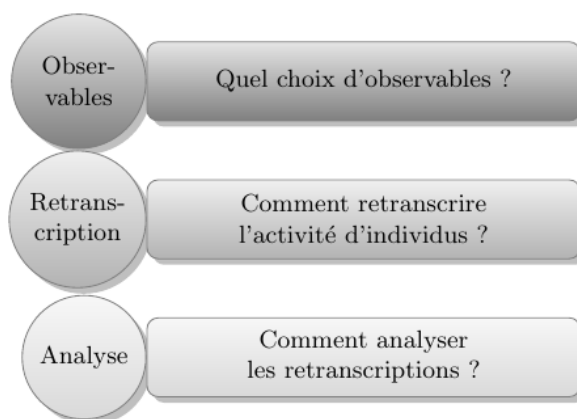 Obser-
vables
Quel choix d'observables ?
Retrans-
cription
Comment retranscrire
l'activité d'individus ?
Analyse
Comment analyser
les retranscriptions ?